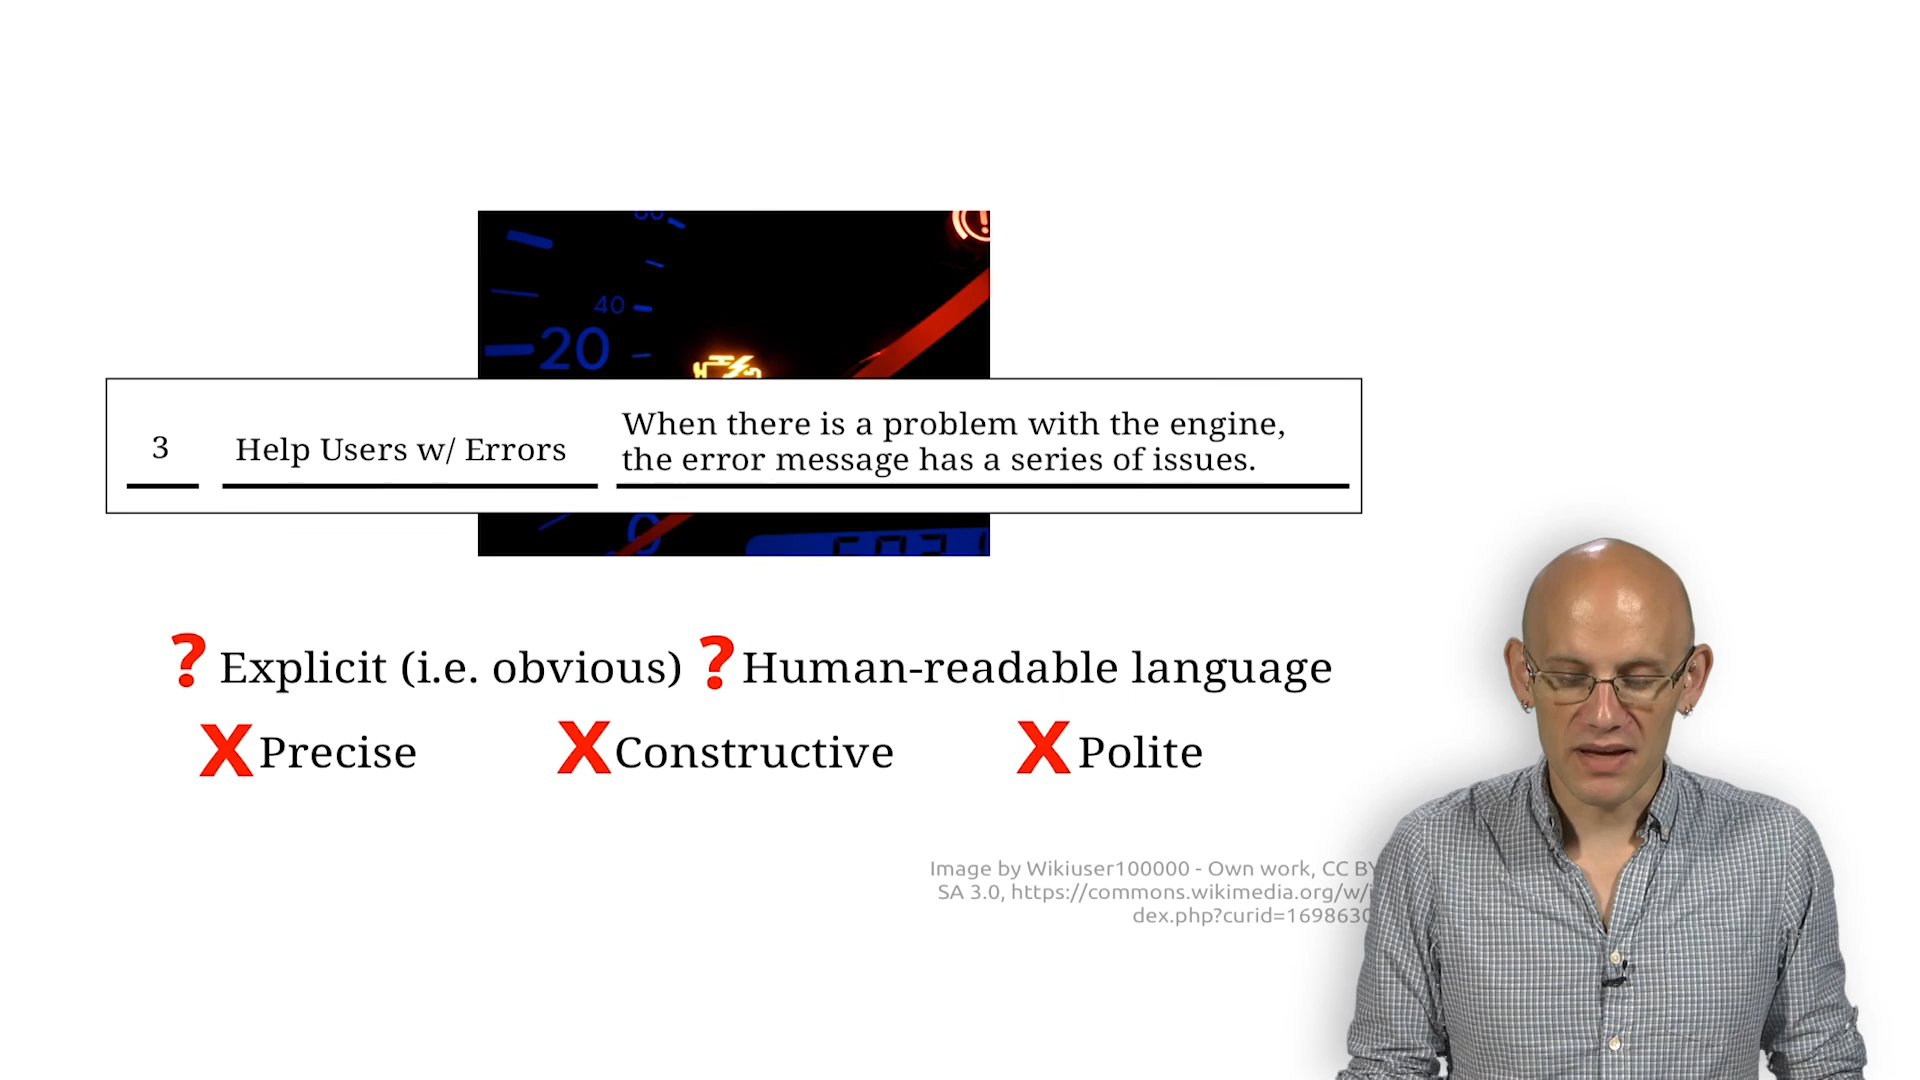 40
20
3
Help Users w/ Errors
When there is a problem with the engine,
the error message has a series of issues.
0
? Explicit (i.e. obvious) ? Human-readable language
X Precise X Constructive X Polite
Image by Wikiuser100000 - Own work, CC BY
SA 3.0, https://commons.wikimedia.org/w/i
dex.php?curid=1698630